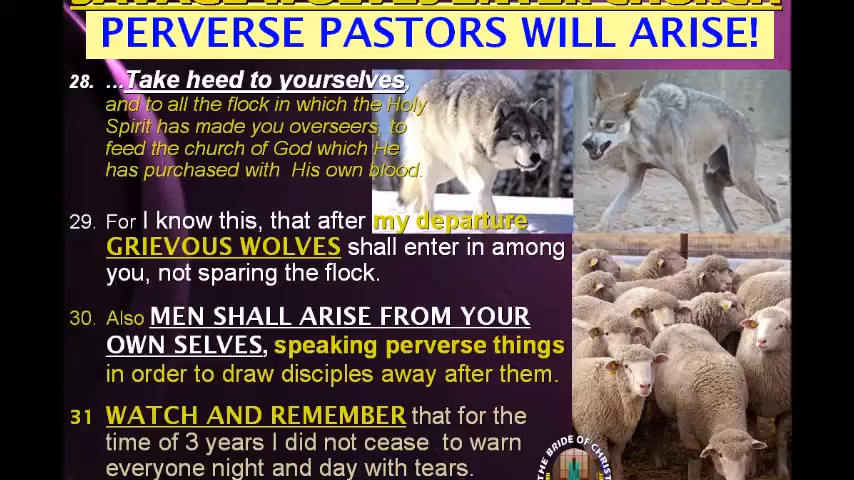 SAVAGE WOLVES ENTER CHURCH
PERVERSE PASTORS WILL ARISE!
28. ...Take heed to yourselves,
and to all the flock in which the Holy
Spirit has made you overseers, to
feed the church of God which He
has purchased with His own blood.
29. For I know this, that after my departure
GRIEVOUS WOLVES shall enter in among
you, not sparing the flock.
30. Also MEN SHALL ARISE FROM YOUR
OWN SELVES, speaking perverse things
in order to draw disciples away after them.
31 WATCH AND REMEMBER that for the
time of 3 years I did not cease to warn
everyone night and day with tears.
THE BRIDE OF CHRIST